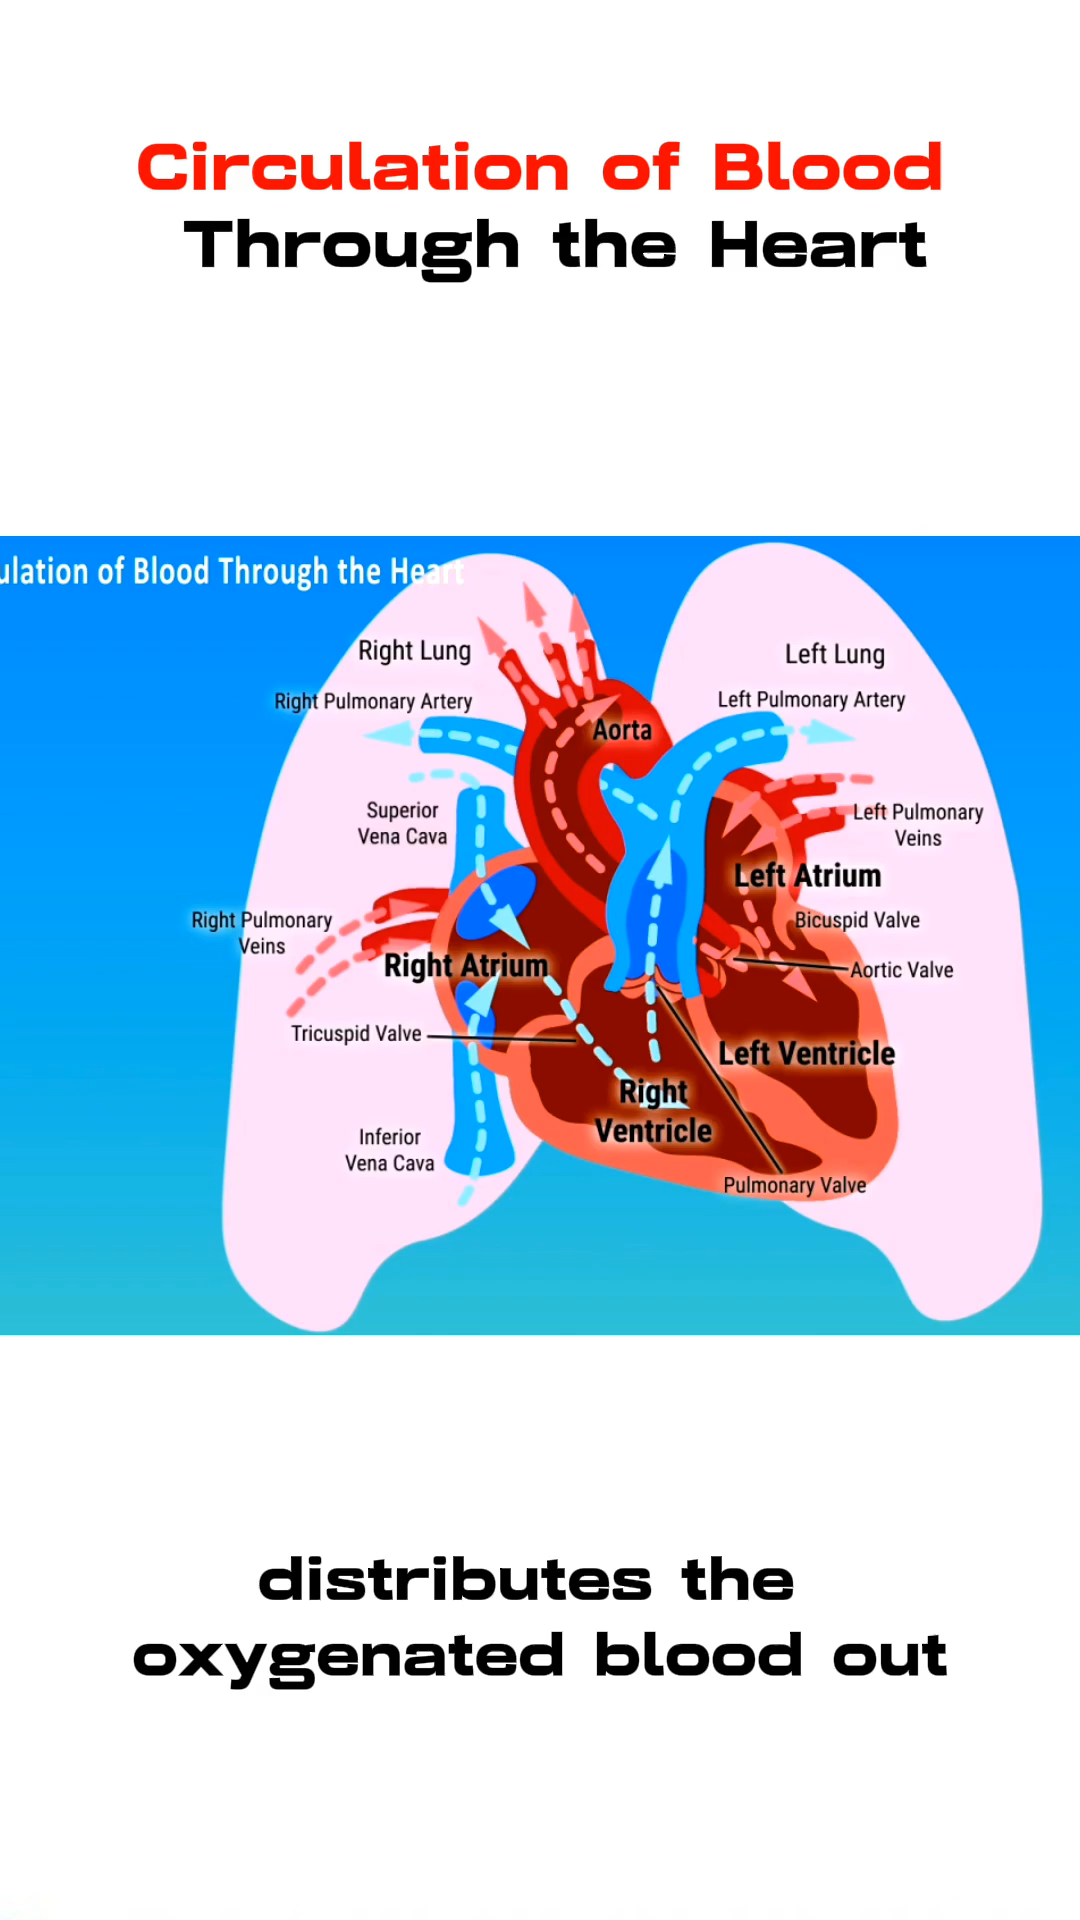 Circulation of Blood
Through the Heart
ulation of Blood Through the Heart
Right Lung
Left Lung
Right Pulmonary Artery
Left Pulmonary Artery
Aorta
Superior
Vena Cava
Left Pulmonary
Veins
Left Atrium
Right Pulmonary
Veins
Bicuspid Valve
Right Atrium
Aortic Valve
Tricuspid Valve
Left Ventricle
Right
Ventricle
Inferior
Vena Cava
Pulmonary Valve
distributes the
oxygenated blood out